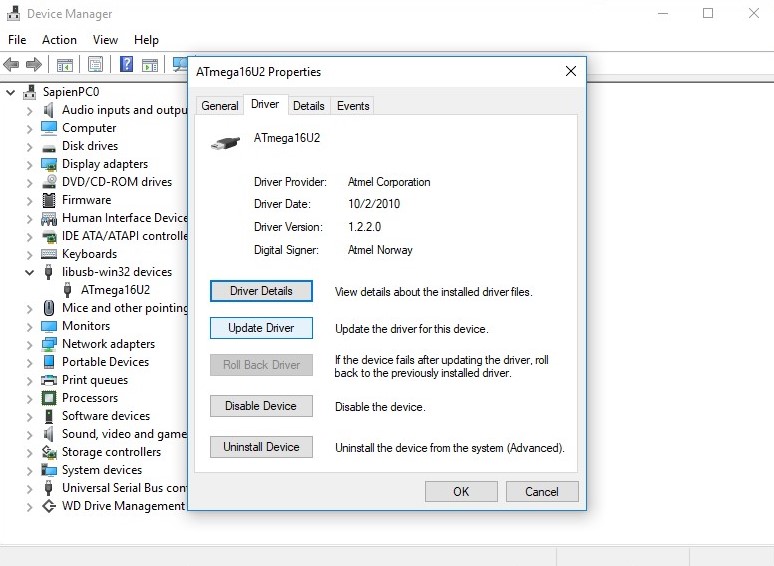 Device Manager
File Action View Help
SapienPC0
Audio inputs and outpu
Computer
Disk drives
Display adapters
DVD/CD-ROM drives
Firmware
Human Interface Device
IDE ATA/ATAPI controlle
Keyboards
libusb-win32 devices
ATmega16U2
Mice and other pointing
Monitors
Network adapters
Portable Devices
Print queues
Processors
Software devices
Sound, video and game
Storage controllers
System devices
Universal Serial Bus con
WD Drive Management
ATmega16U2 Properties
General Driver Details Events
ATmega16U2
Driver Provider: Atmel Corporation
Driver Date: 10/2/2010
Driver Version: 1.2.2.0
Digital Signer: Atmel Norway
Driver Details View details about the installed driver files.
Update Driver Update the driver for this device.
Roll Back Driver If the device fails after updating the driver, roll
back to the previously installed driver.
Disable Device Disable the device.
Uninstall Device Uninstall the device from the system (Advanced).
OK Cancel